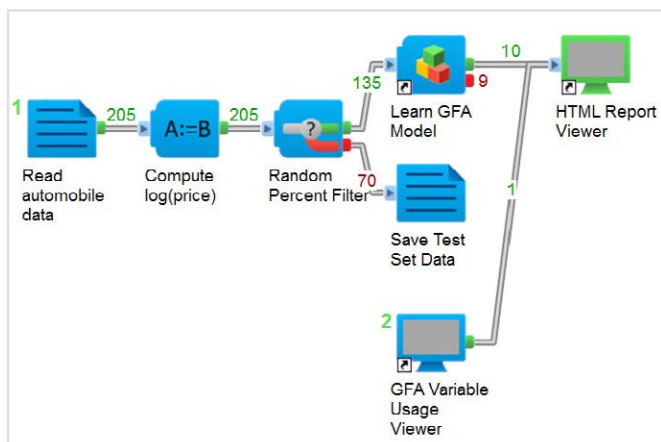 10
135
9
1
205
A:=B
205
?
Learn GFA
Model
HTML Report
Viewer
Read
automobile
data
Compute
log(price)
Random
Percent Filter
70
1
Save Test
Set Data
2
GFA Variable
Usage
Viewer